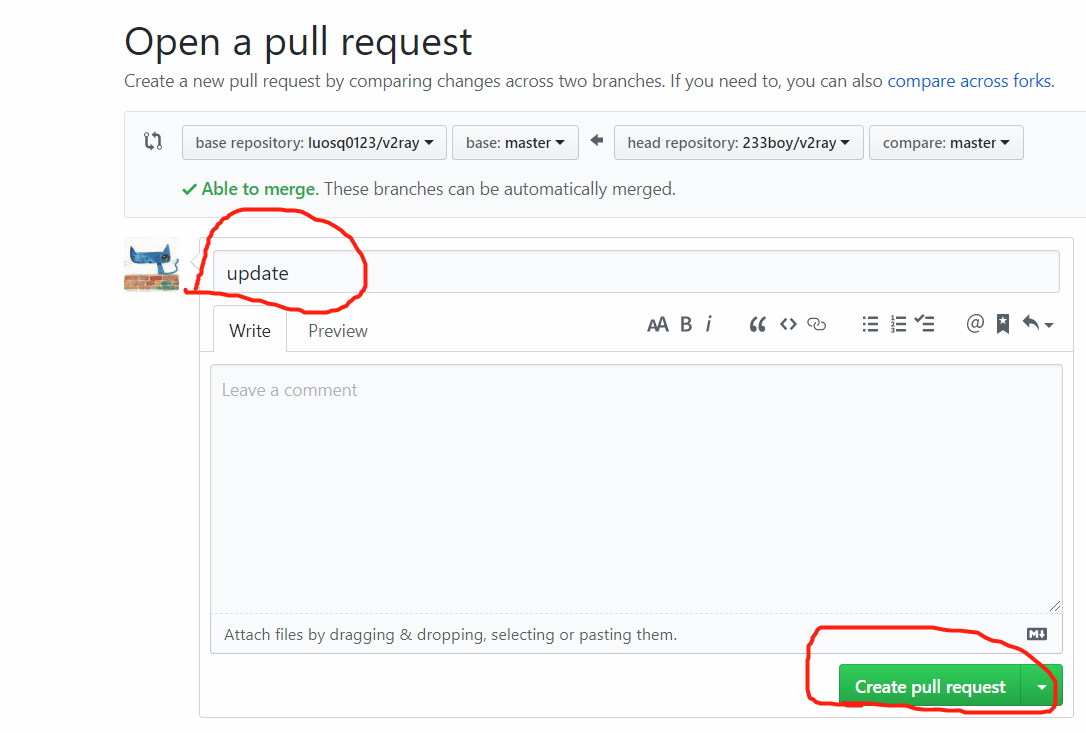 Open a pull request
Create a new pull request by comparing changes across two branches. If you need to, you can also compare across forks.
base repository: luosq0123/v2ray base: master head repository: 233boy/v2ray compare: master
Able to merge. These branches can be automatically merged.
update
Write Preview AA B i @
Leave a comment
Attach files by dragging & dropping, selecting or pasting them. M↓
Create pull request